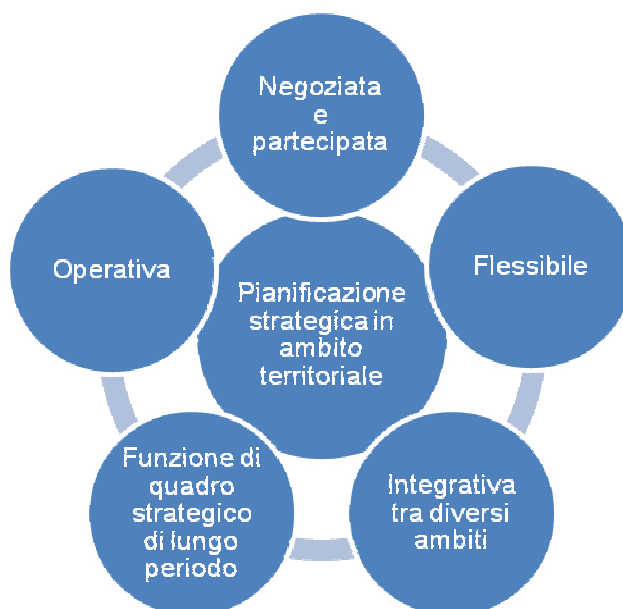 Negoziata
e
partecipata
Flessibile
Operativa
Pianificazione
strategica in
ambito
territoriale
Integrativa
tra diversi
ambiti
Funzione di
quadro
strategico
di lungo
periodo